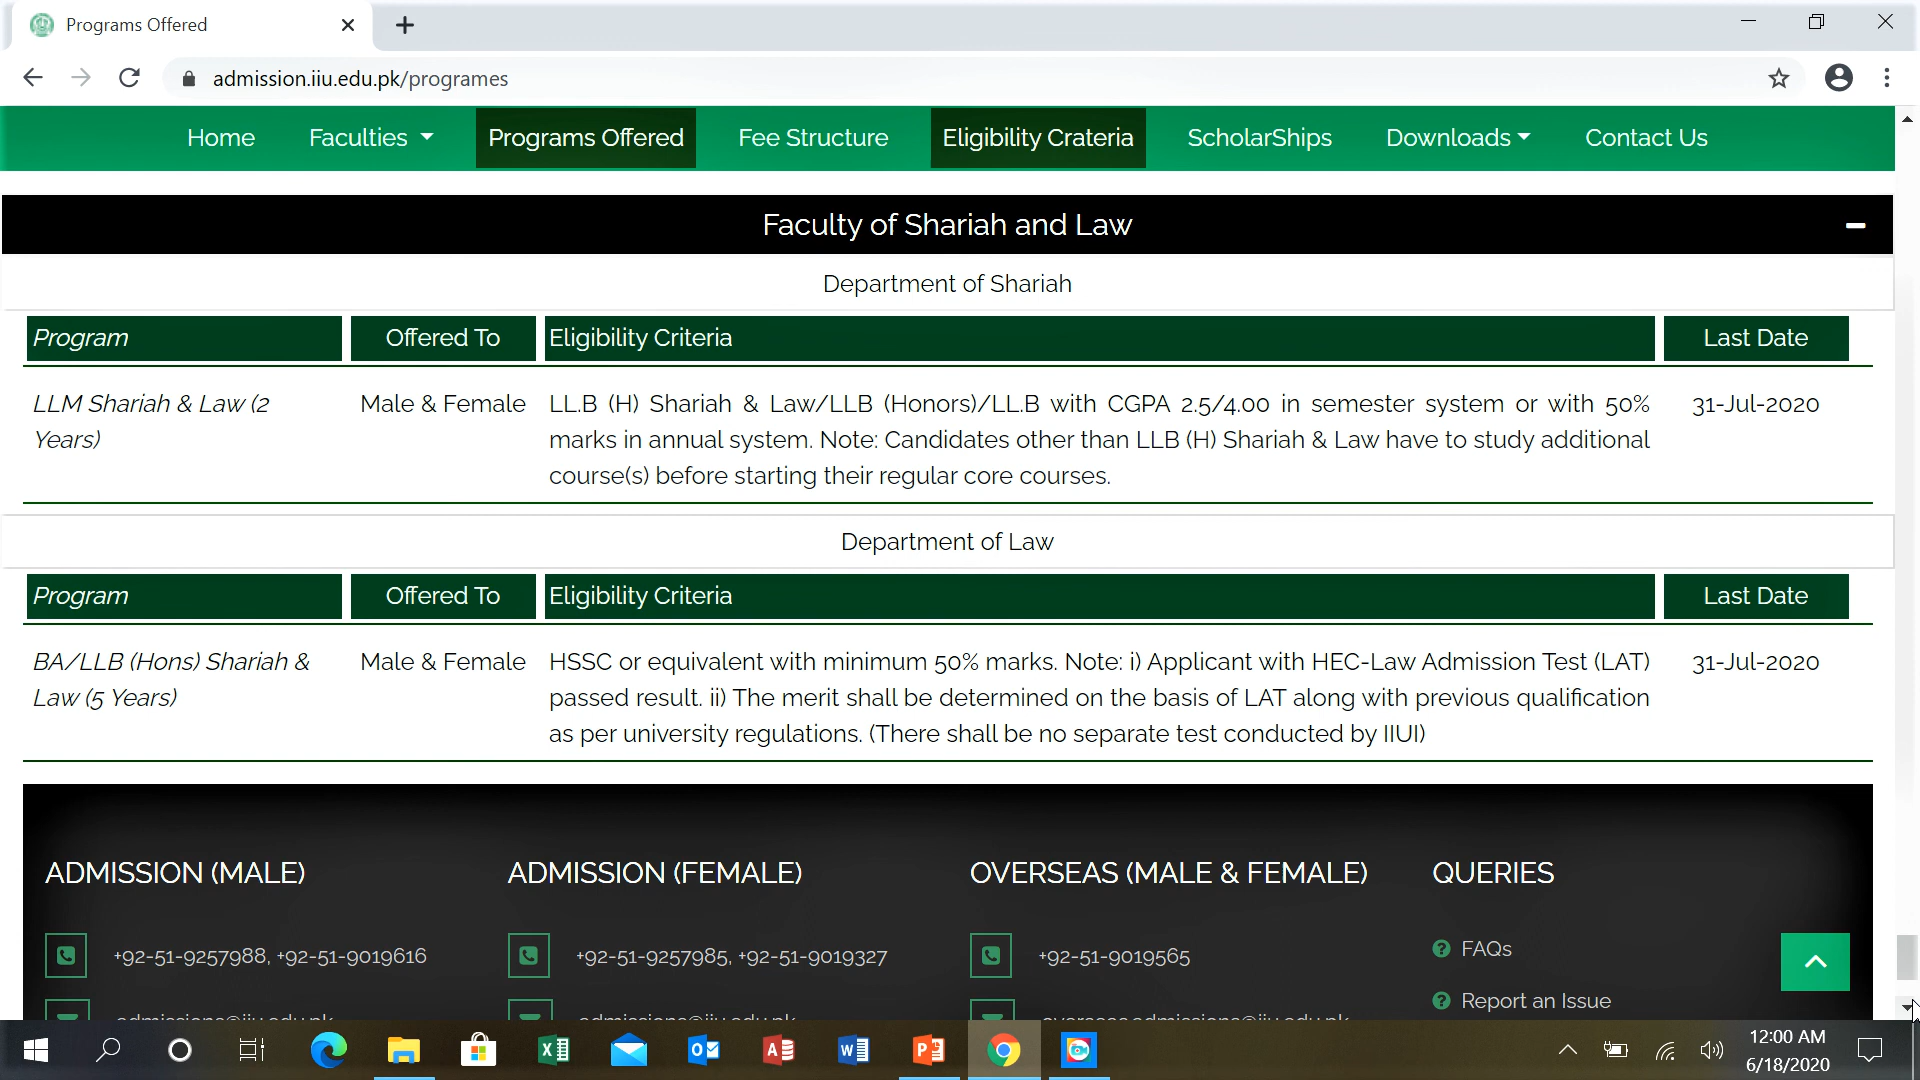 Programs Offered
admission.iiu.edu.pk/programes
Home Faculties Programs Offered Fee Structure Eligibility Crateria ScholarShips Downloads Contact Us
Faculty of Shariah and Law
Department of Shariah
Program Offered To Eligibility Criteria Last Date
LLM Shariah & Law (2 Male & Female LL.B (H) Shariah & Law/LLB (Honors)/LL.B with CGPA 2.5/4.00 in semester system or with 50% 31-Jul-2020
Years) marks in annual system. Note: Candidates other than LLB (H) Shariah & Law have to study additional
course(s) before starting their regular core courses.
Department of Law
Program Offered To Eligibility Criteria Last Date
BA/LLB (Hons) Shariah & Male & Female HSSC or equivalent with minimum 50% marks. Note: i) Applicant with HEC-Law Admission Test (LAT) 31-Jul-2020
Law (5 Years) passed result. ii) The merit shall be determined on the basis of LAT along with previous qualification
as per university regulations. (There shall be no separate test conducted by IIUI)
ADMISSION (MALE) ADMISSION (FEMALE) OVERSEAS (MALE & FEMALE) QUERIES
+92-51-9257988, +92-51-9019616 +92-51-9257985, +92-51-9019327 +92-51-9019565 FAQs
Report an Issue
12:00 AM
6/18/2020